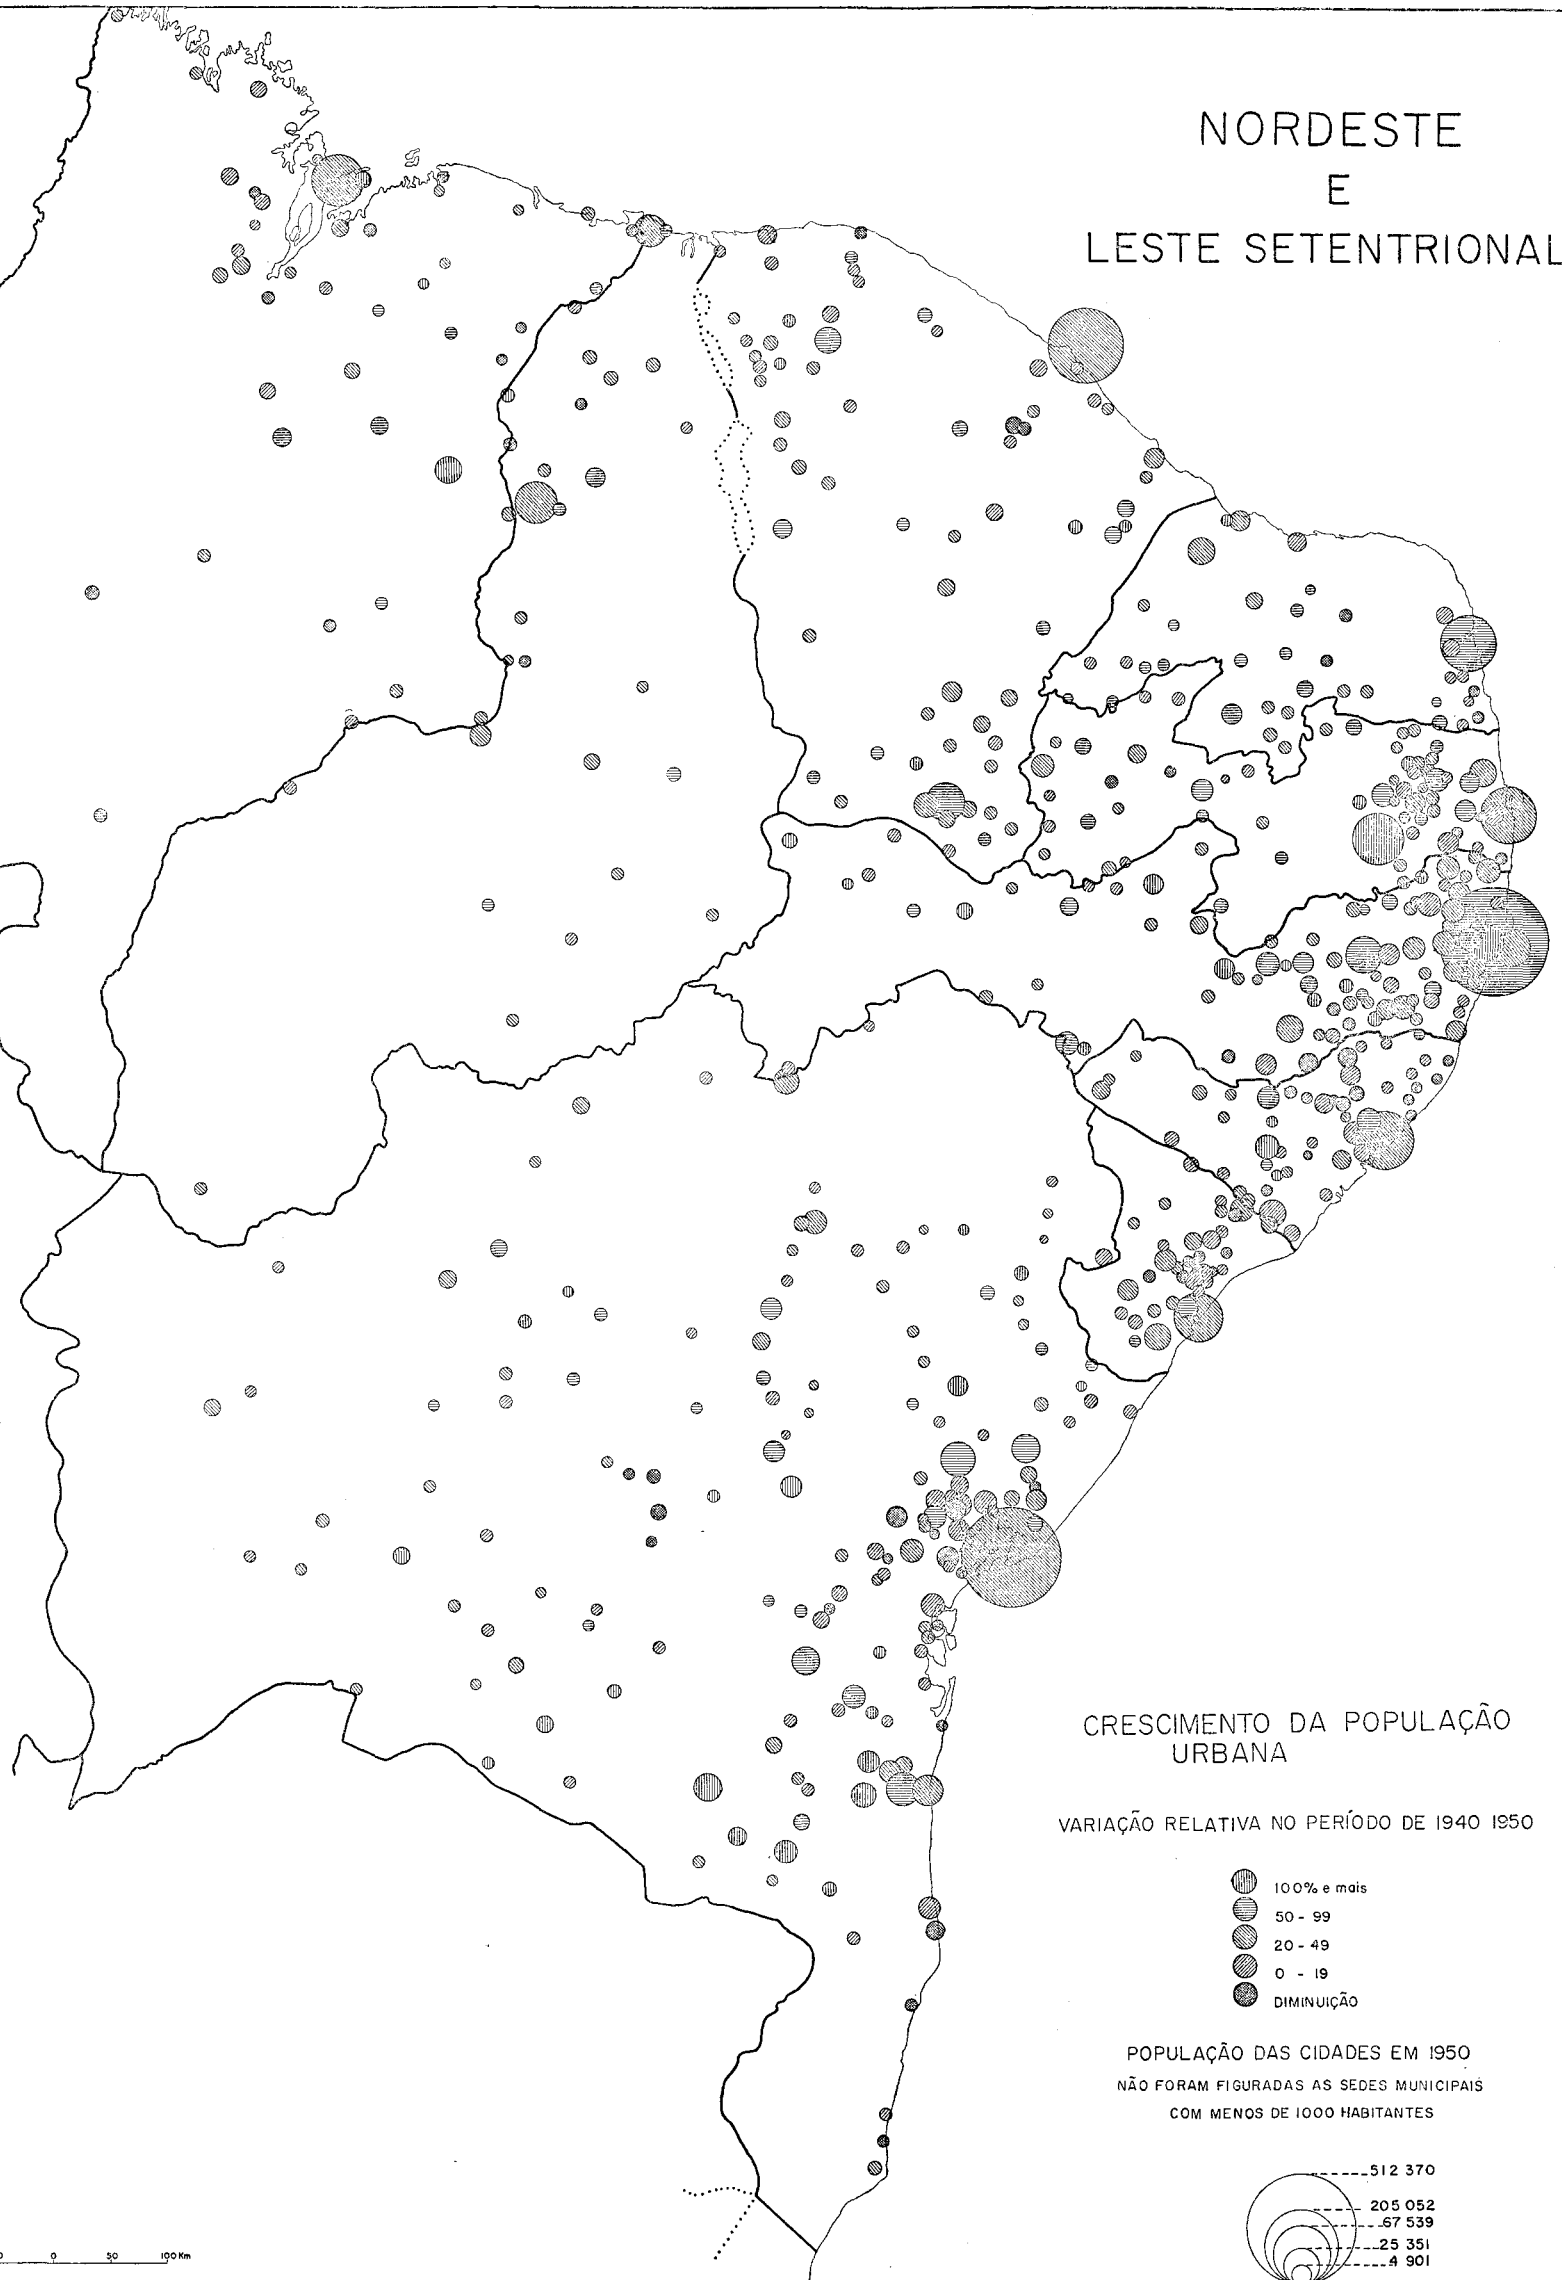 NORDESTE
E
LESTE SETENTRIONAL
CRESCIMENTO DA POPULAÇÃO
URBANA
VARIAÇÃO RELATIVA NO PERÍODO DE 1940 1950
100% e mais
50 - 99
20 - 49
0 - 19
DIMINUIÇÃO
POPULAÇÃO DAS CIDADES EM 1950
NÃO FORAM FIGURADAS AS SEDES MUNICIPAIS
COM MENOS DE 1000 HABITANTES
512 370
205 052
67 539
25 351
4 901
0 50 100 Km